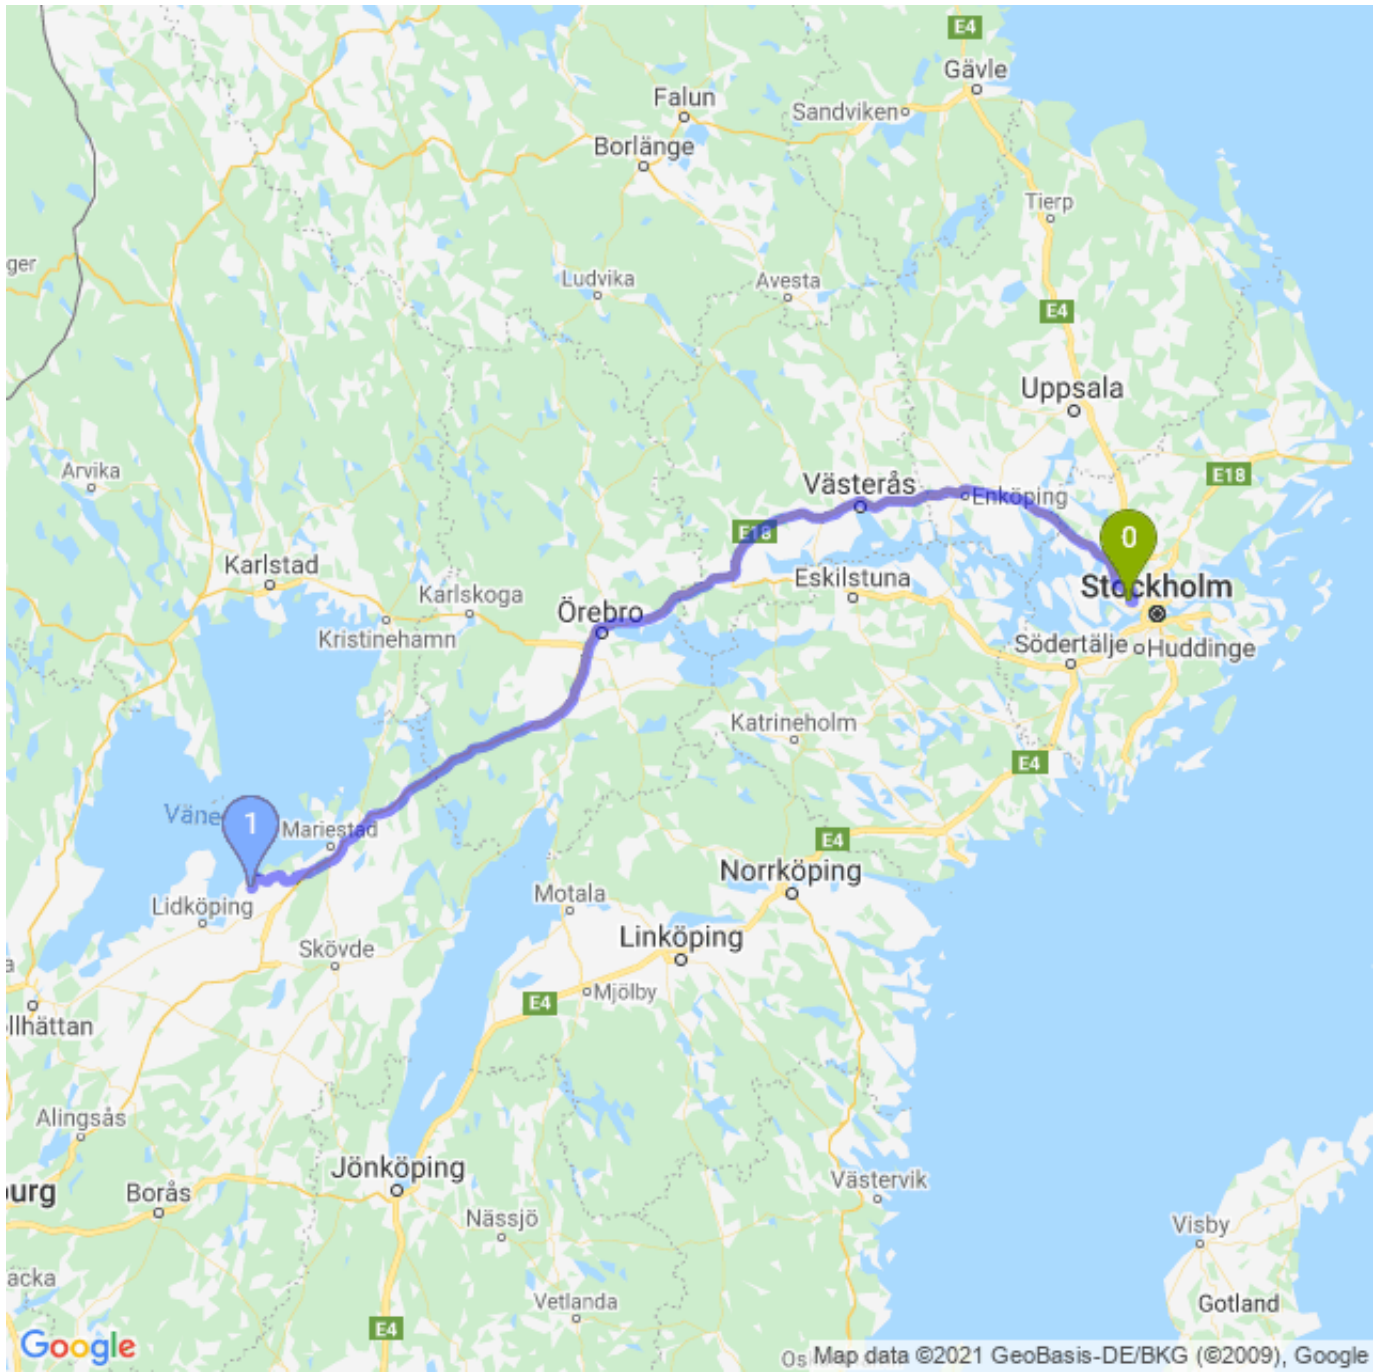 E4
Gävle
Falun
Sandviken
Borlänge
Tierp
ger
Ludvika
Avesta
E4
Uppsala
Arvika
E18
Västerås
Enköping
E18
0
Karlstad
Eskilstuna
Stockholm
Karlskoga
Örebro
Kristinehamn
Södertälje
Huddinge
Katrineholm
E4
Väne
1
Mariestad
E4
Norrköping
Motala
Lidköping
Linköping
Skövde
a
E4
Mjölby
llhättan
Alingsås
Jönköping
Västervik
urg
Borås
Nässjö
Visby
acka
Vetlanda
Gotland
E4
Google
Os
Map data ©2021 GeoBasis-DE/BKG (©2009), Google